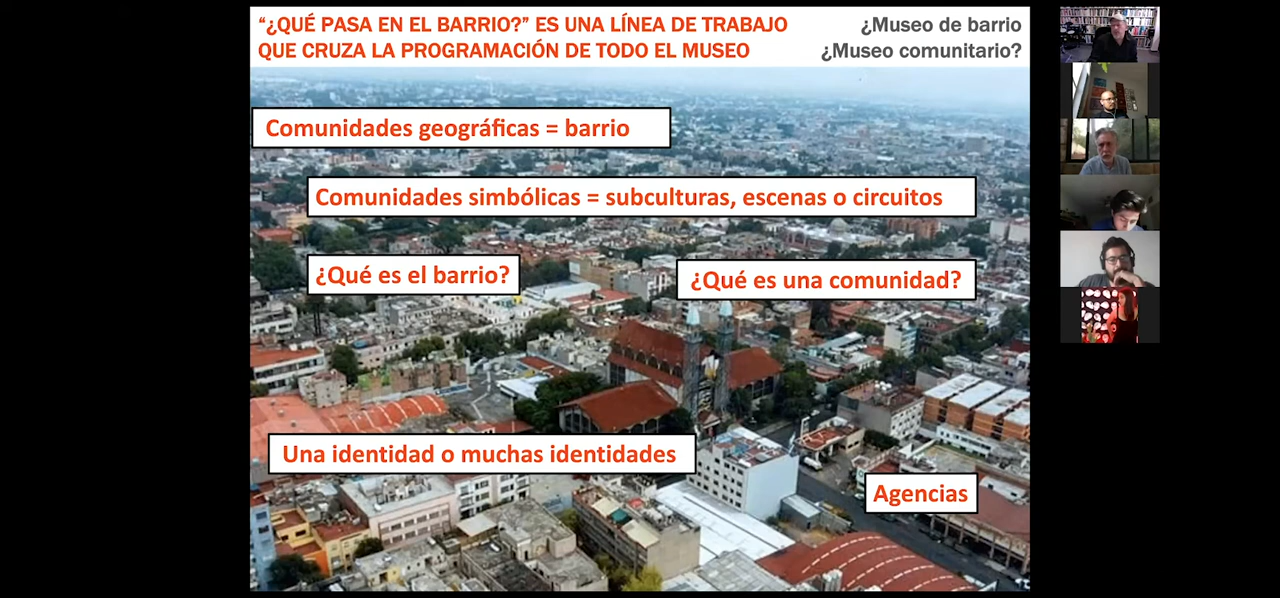 “¿QUÉ PASA EN EL BARRIO?” ES UNA LÍNEA DE TRABAJO
QUE CRUZA LA PROGRAMACIÓN DE TODO EL MUSEO
¿Museo de barrio
¿Museo comunitario?
Comunidades geográficas = barrio
Comunidades simbólicas = subculturas, escenas o circuitos
¿Qué es el barrio?
¿Qué es una comunidad?
Una identidad o muchas identidades
Agencias